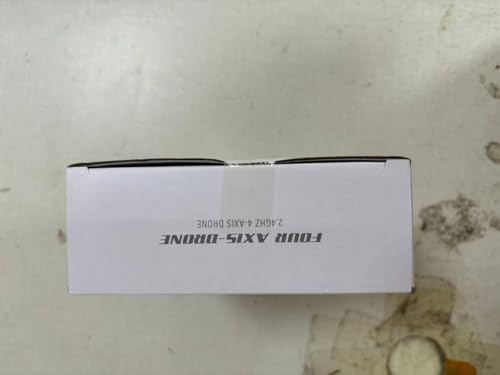 FOUR AXIS-DRONE
2.4GHZ 4-AXIS DRONE